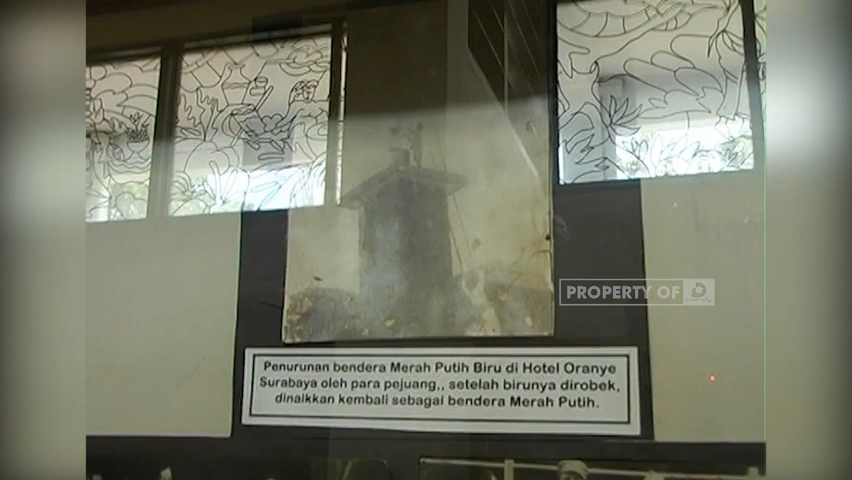 PROPERTY OF D
Penurunan bendera Merah Putih Biru di Hotel Oranye
Surabaya oleh para pejuang,, setelah birunya dirobek,
dinaikkan kembali sebagai bendera Merah Putih.